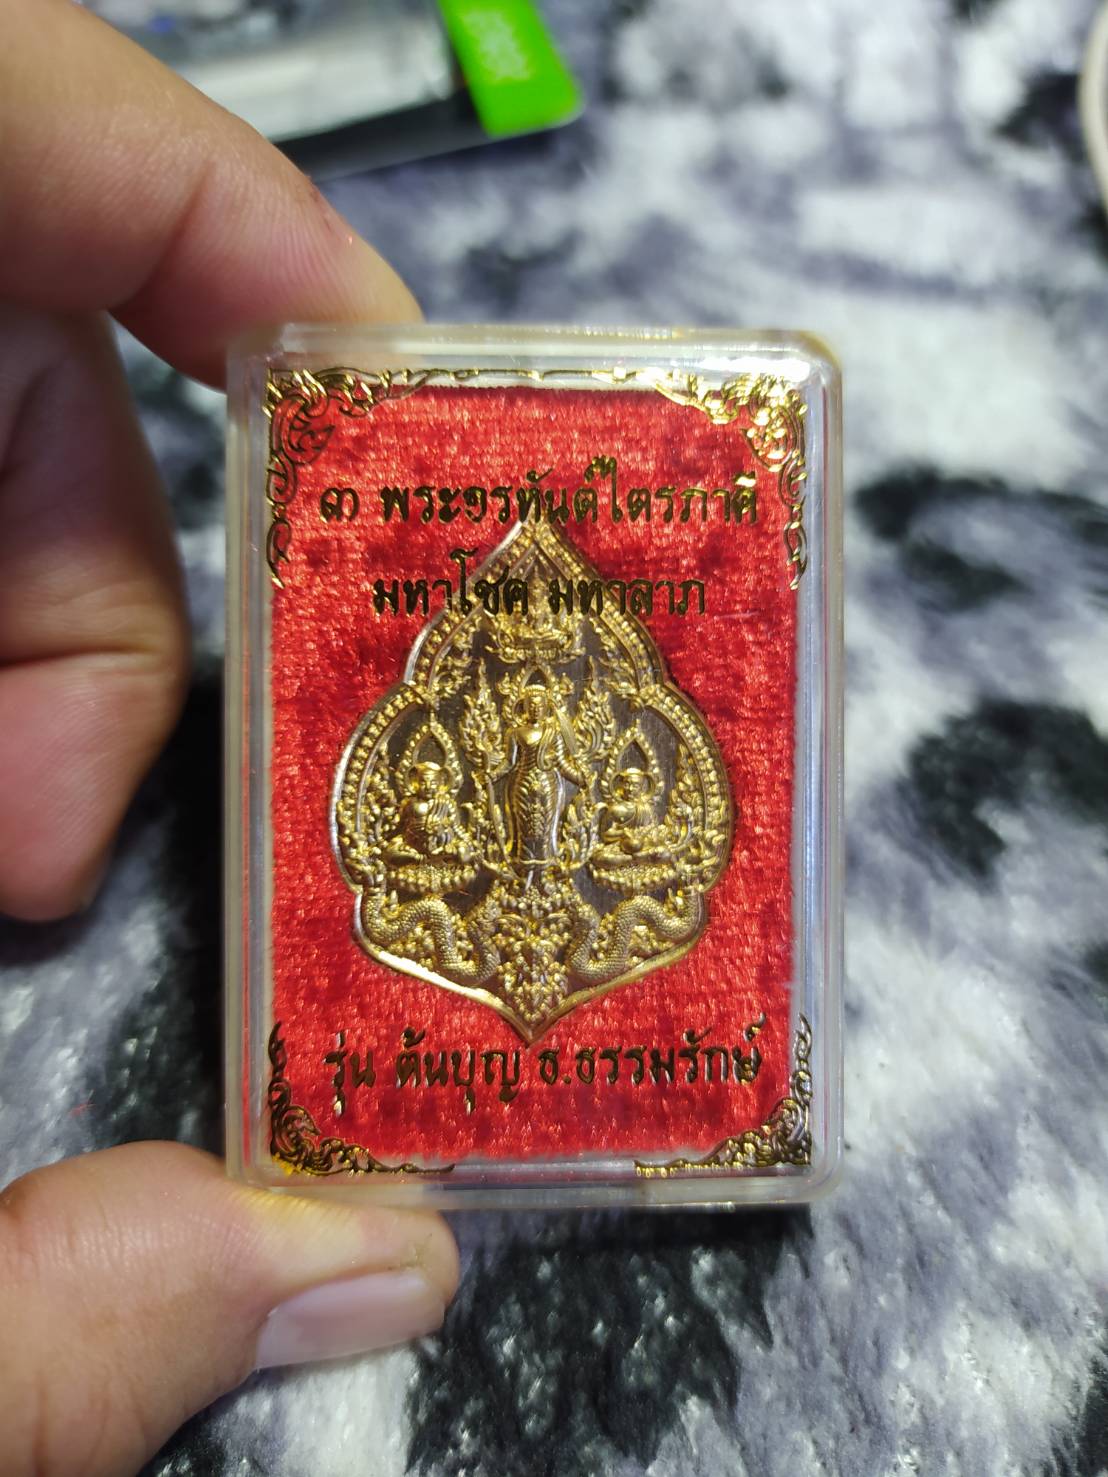 ๓ พระอรหันต์ไตรภาคี
มหาโชค มหาลาภ
รุ่น ต้นบุญ ธ.ธรรมรักษ์